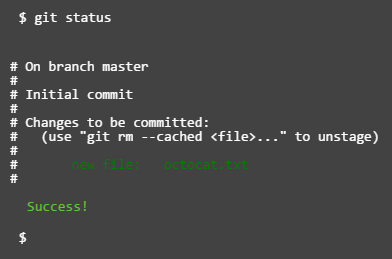 $ git status
# On branch master
#
# Initial commit
#
# Changes to be committed:
#   (use "git rm --cached <file>..." to unstage)
#
#       new file:   octocat.txt
#
Success!
$